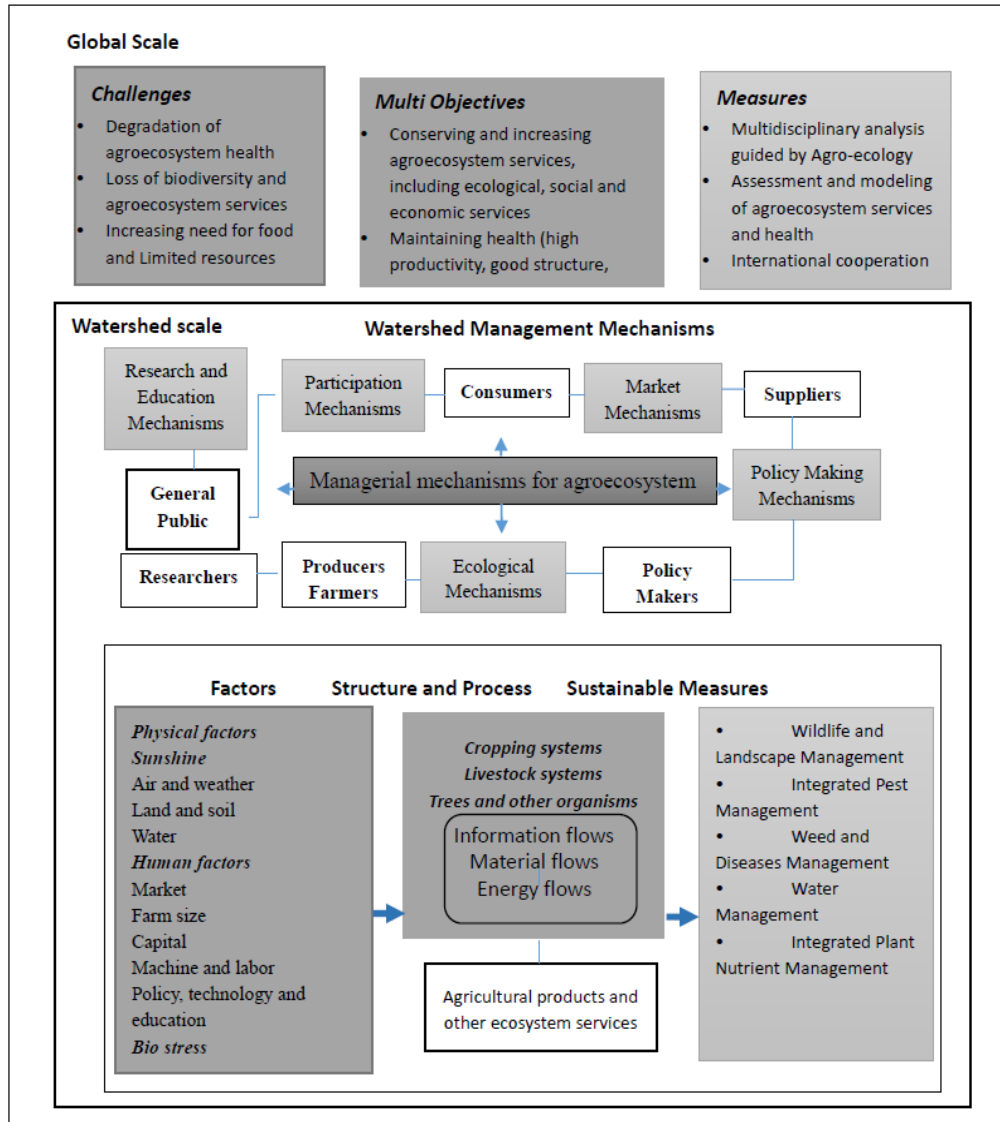 Global Scale
Challenges
• Degradation of
agroecosystem health
• Loss of biodiversity and
agroecosystem services
• Increasing need for food
and Limited resources
Multi Objectives
• Conserving and increasing
agroecosystem services,
including ecological, social and
economic services
• Maintaining health (high
productivity, good structure,
Measures
• Multidisciplinary analysis
guided by Agro-ecology
• Assessment and modeling
of agroecosystem services
and health
• International cooperation
Watershed scale
Watershed Management Mechanisms
Research and
Education
Mechanisms
Participation
Mechanisms
Consumers
Market
Mechanisms
Suppliers
General
Public
Managerial mechanisms for agroecosystem
Policy Making
Mechanisms
Researchers
Producers
Farmers
Ecological
Mechanisms
Policy
Makers
Factors
Structure and Process
Sustainable Measures
Physical factors
Sunshine
Air and weather
Land and soil
Water
Human factors
Market
Farm size
Capital
Machine and labor
Policy, technology and
education
Bio stress
Cropping systems
Livestock systems
Trees and other organisms
Information flows
Material flows
Energy flows
Agricultural products and
other ecosystem services
• Wildlife and
Landscape Management
• Integrated Pest
Management
• Weed and
Diseases Management
• Water
Management
• Integrated Plant
Nutrient Management